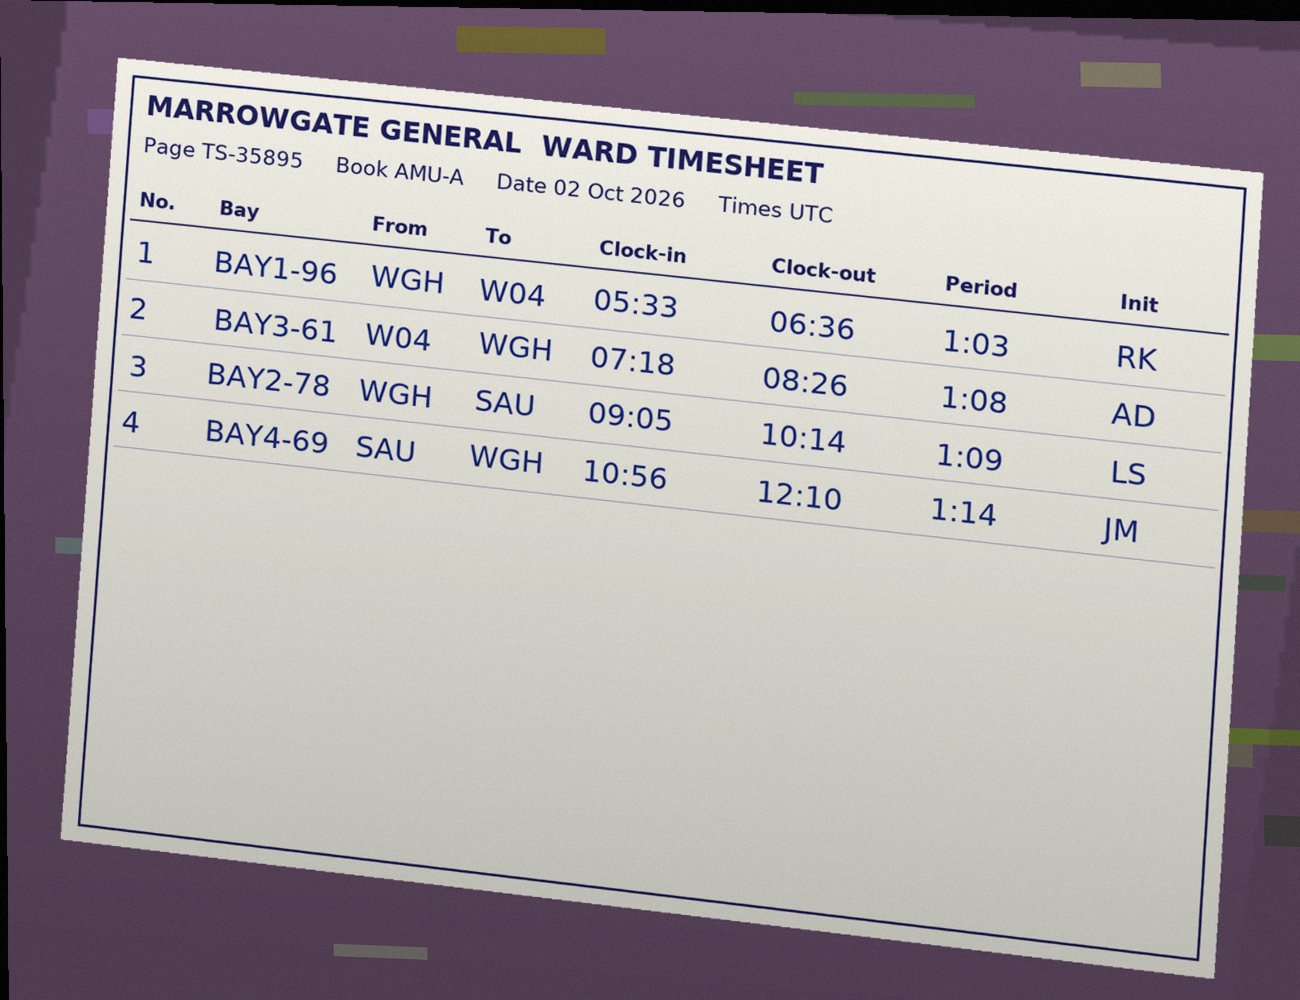 MARROWGATE GENERAL WARD TIMESHEET
Page TS-35895 Book AMU-A Date 02 Oct 2026 Times UTC
No. Bay From To Clock-in Clock-out Period Init
1 BAY1-96 WGH W04 05:33 06:36 1:03 RK
2 BAY3-61 W04 WGH 07:18 08:26 1:08 AD
3 BAY2-78 WGH SAU 09:05 10:14 1:09 LS
4 BAY4-69 SAU WGH 10:56 12:10 1:14 JM